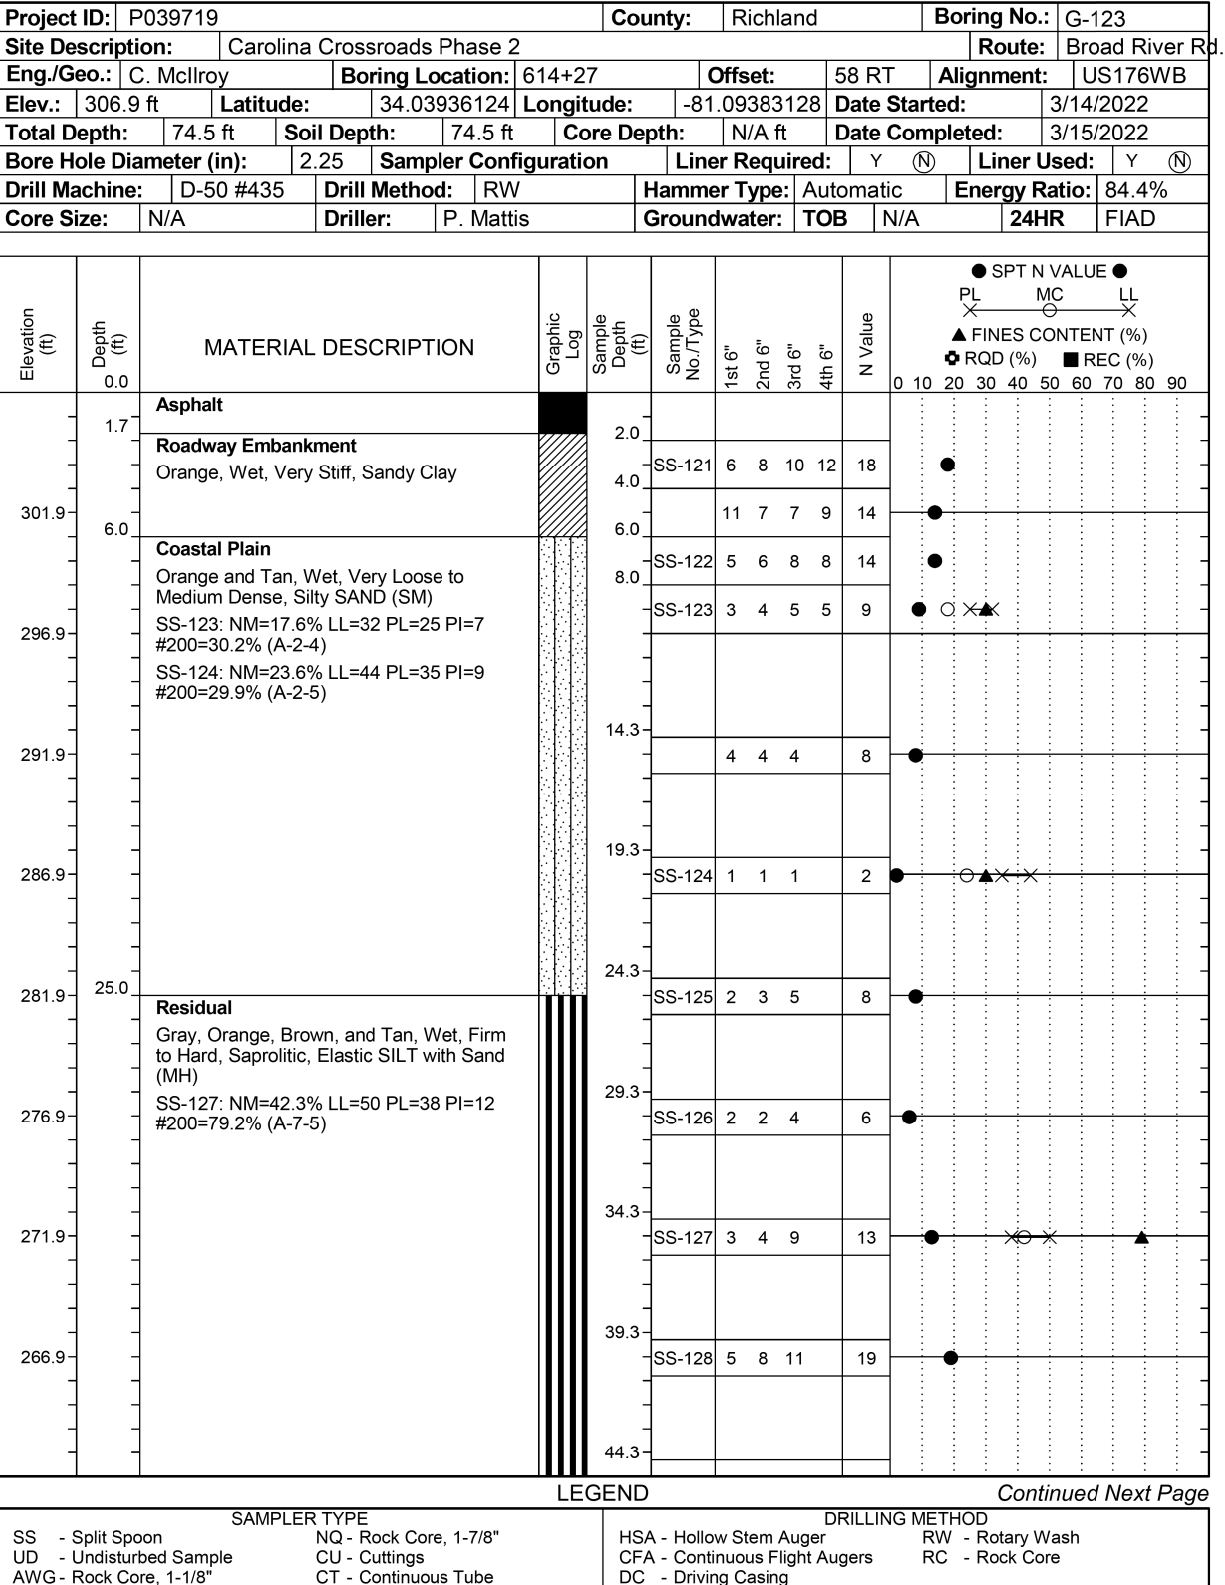 Project ID: P039719 County: Richland Boring No.: G-123
Site Description: Carolina Crossroads Phase 2 Route: Broad River Rd.
Eng./Geo.: C. McIlroy Boring Location: 614+27 Offset: 58 RT Alignment: US176WB
Elev.: 306.9 ft Latitude: 34.03936124 Longitude: -81.09383128 Date Started: 3/14/2022
Total Depth: 74.5 ft Soil Depth: 74.5 ft Core Depth: N/A ft Date Completed: 3/15/2022
Bore Hole Diameter (in): 2.25 Sampler Configuration Liner Required: Y N Liner Used: Y N
Drill Machine: D-50 #435 Drill Method: RW Hammer Type: Automatic Energy Ratio: 84.4%
Core Size: N/A Driller: P. Mattis Groundwater: TOB N/A 24HR FIAD
Elevation (ft) Depth (ft) MATERIAL DESCRIPTION Graphic Log Sample Depth (ft) Sample No./Type 1st 6" 2nd 6" 3rd 6" 4th 6" N Value
● SPT N VALUE ●
PL MC LL
▲ FINES CONTENT (%)
RQD (%) ■ REC (%)
0.0 0 10 20 30 40 50 60 70 80 90
Asphalt
1.7 2.0
Roadway Embankment
Orange, Wet, Very Stiff, Sandy Clay SS-121 6 8 10 12 18
4.0
301.9 11 7 7 9 14
6.0 6.0
Coastal Plain
SS-122 5 6 8 8 14
Orange and Tan, Wet, Very Loose to
8.0
Medium Dense, Silty SAND (SM)
SS-123 3 4 5 5 9
SS-123: NM=17.6% LL=32 PL=25 PI=7
296.9
#200=30.2% (A-2-4)
SS-124: NM=23.6% LL=44 PL=35 PI=9
#200=29.9% (A-2-5)
14.3
291.9 4 4 4 8
19.3
286.9 SS-124 1 1 1 2
24.3
25.0
281.9 SS-125 2 3 5 8
Residual
Gray, Orange, Brown, and Tan, Wet, Firm
to Hard, Saprolitic, Elastic SILT with Sand
(MH)
29.3
SS-127: NM=42.3% LL=50 PL=38 PI=12
276.9 SS-126 2 2 4 6
#200=79.2% (A-7-5)
34.3
271.9 SS-127 3 4 9 13
39.3
266.9 SS-128 5 8 11 19
44.3
LEGEND Continued Next Page
SAMPLER TYPE DRILLING METHOD
SS - Split Spoon NQ - Rock Core, 1-7/8" HSA - Hollow Stem Auger RW - Rotary Wash
UD - Undisturbed Sample CU - Cuttings CFA - Continuous Flight Augers RC - Rock Core
AWG - Rock Core, 1-1/8" CT - Continuous Tube DC - Driving Casing